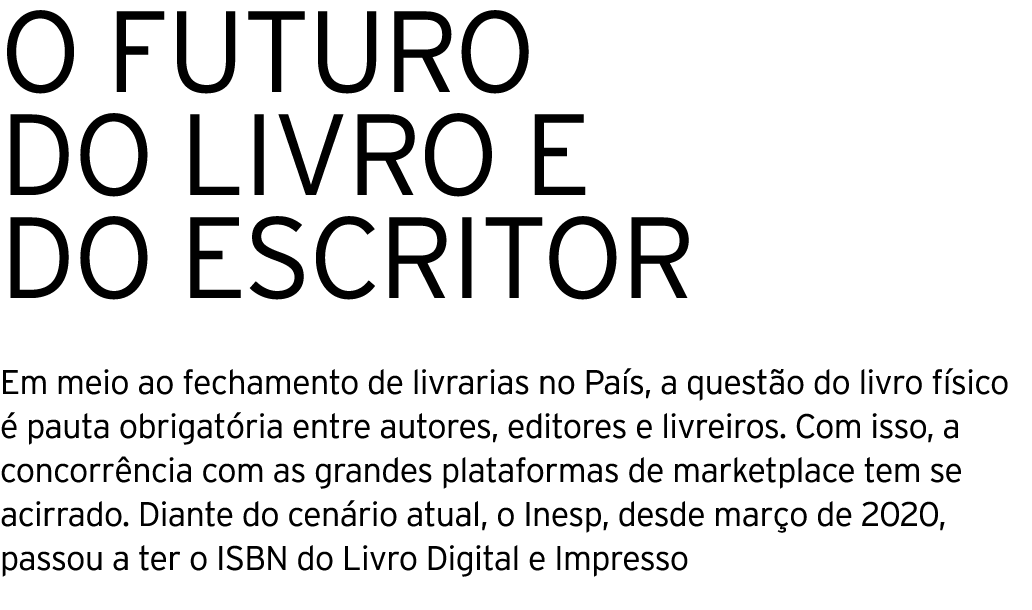 O FUTURO
DO LIVRO E
DO ESCRITOR
Em meio ao fechamento de livrarias no País, a questão do livro físico
é pauta obrigatória entre autores, editores e livreiros. Com isso, a
concorrência com as grandes plataformas de marketplace tem se
acirrado. Diante do cenário atual, o Inesp, desde março de 2020,
passou a ter o ISBN do Livro Digital e Impresso